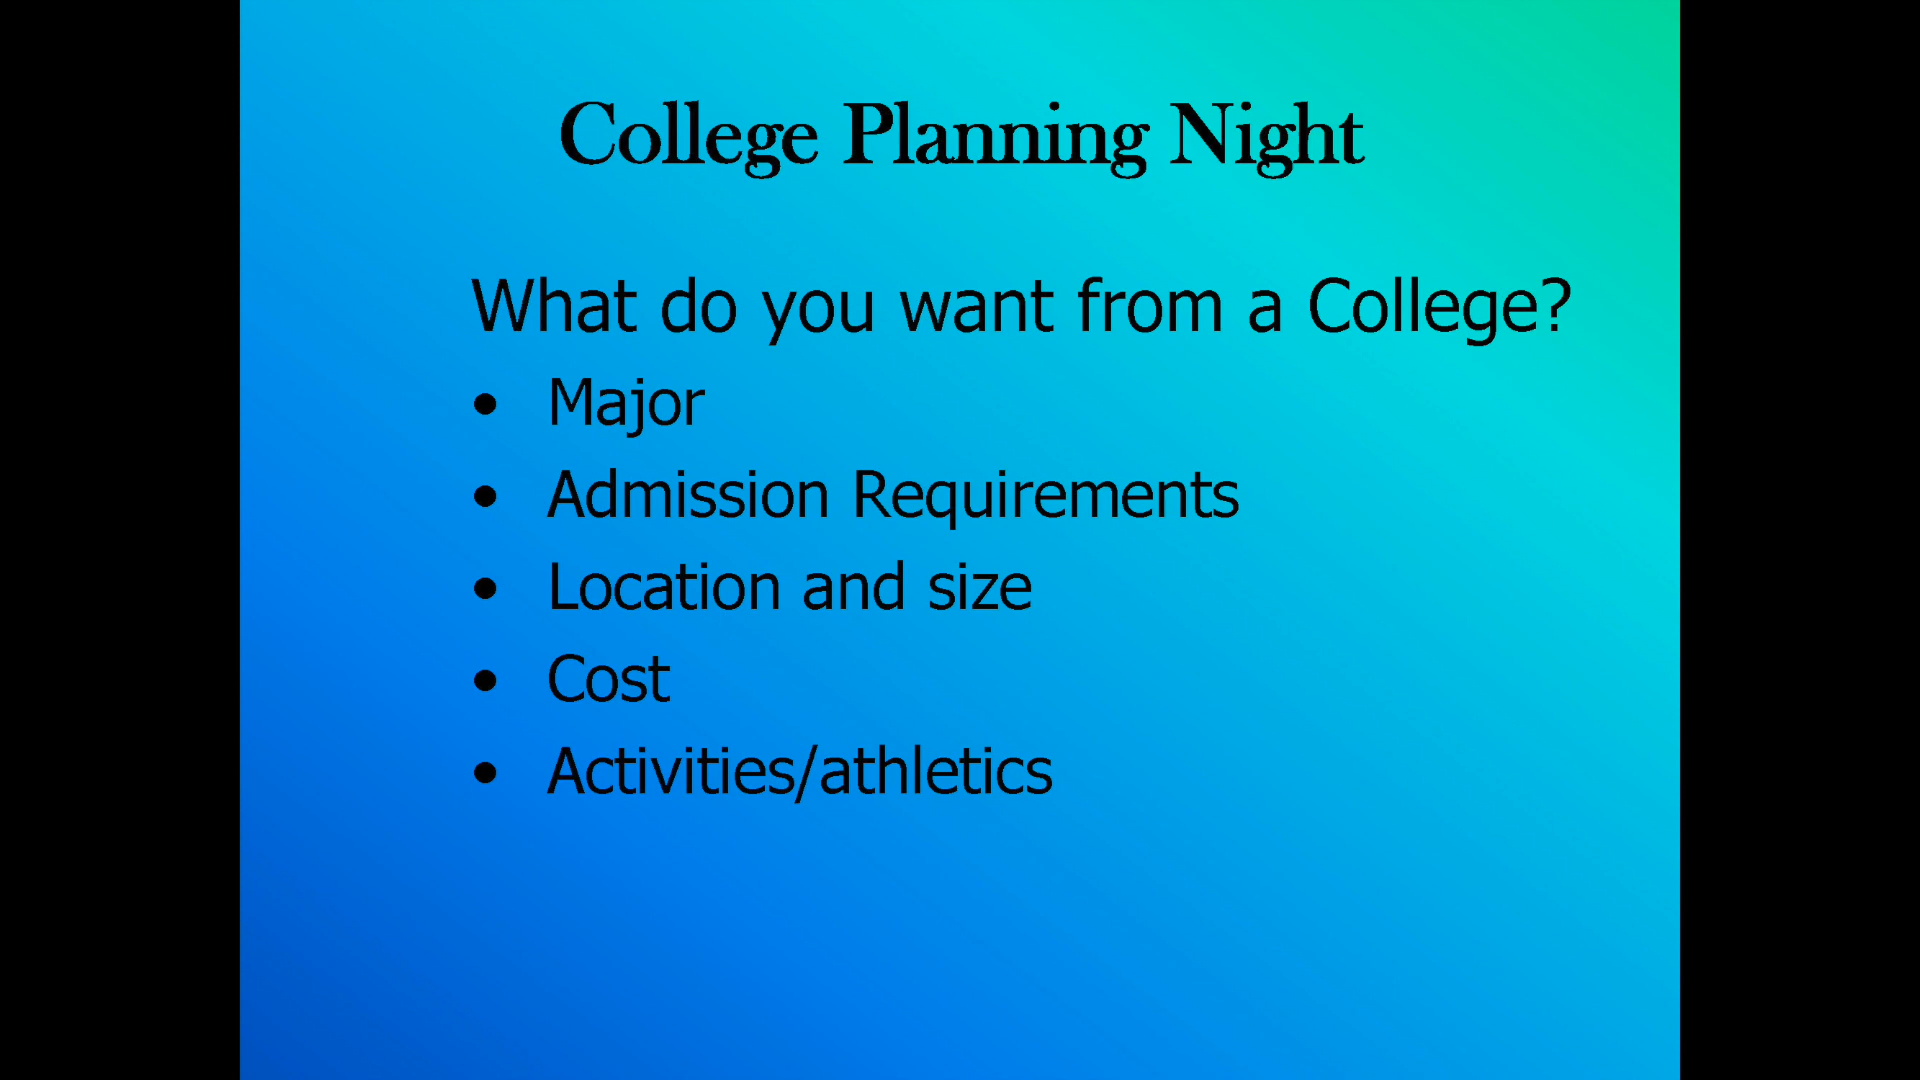 College Planning Night
What do you want from a College?
• Major
• Admission Requirements
• Location and size
• Cost
• Activities/athletics